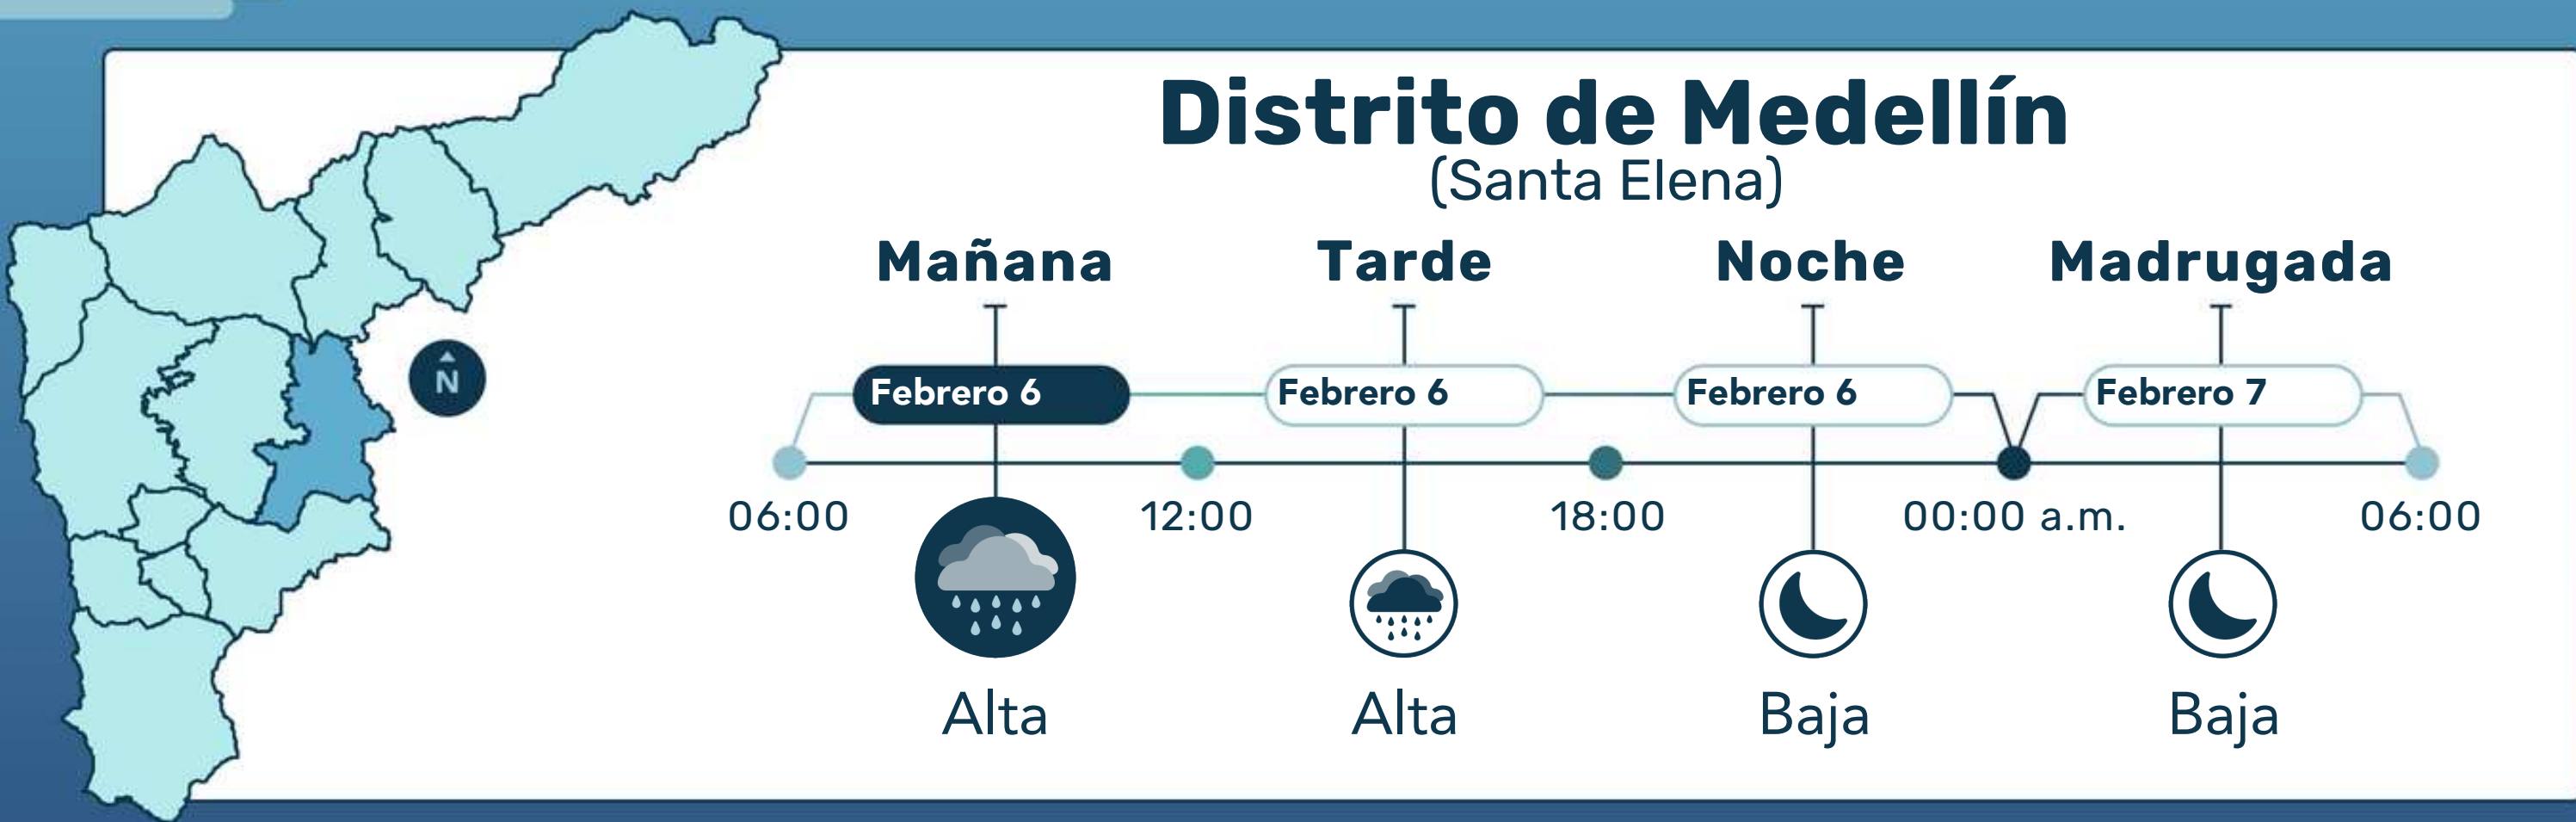 Distrito de Medellín
(Santa Elena)
Mañana Tarde Noche Madrugada
Febrero 6 Febrero 6 Febrero 6 Febrero 7
N
06:00 12:00 18:00 00:00 a.m. 06:00
Alta Alta Baja Baja